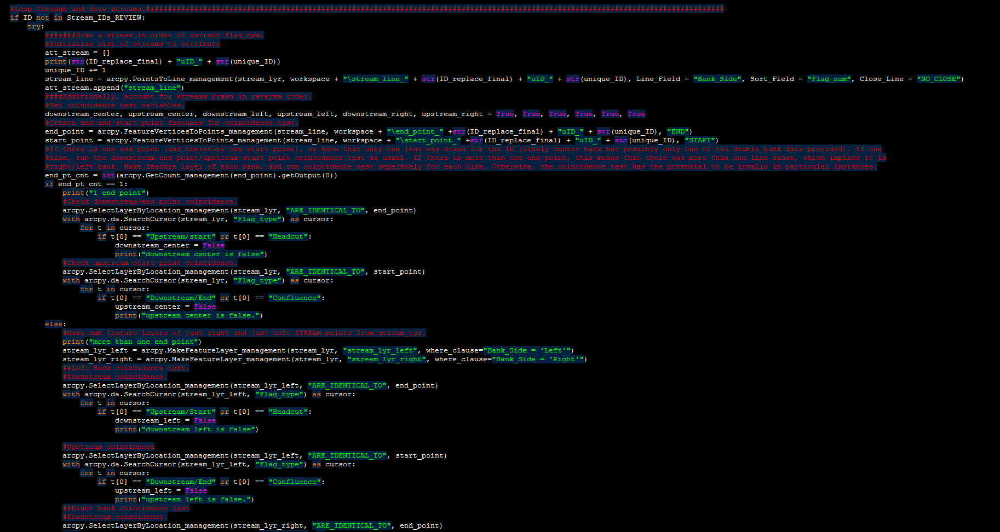 #Loop through and draw streams.####################################################################################################################################
if ID not in Stream_IDs_REVIEW:
    try:
        #######Draw a stream in order of current Flag_num.
        #Initialize list of streams to attribute
        att_stream = []
        print(str(ID_replace_final) + "uID_" + str(unique_ID))
        unique_ID += 1
        stream_line = arcpy.PointsToLine_management(stream_lyr, workspace + "\stream_line_" + str(ID_replace_final) + "uID_" + str(unique_ID), Line_Field = "Bank_Side", Sort_Field = "Flag_num", Close_Line = "NO_CLOSE")
        att_stream.append("stream_line")
        ####Additionally, account for streams drawn in reverse order.
        #Set coincidence test variables.
        downstream_center, upstream_center, downstream_left, upstream_left, downstream_right, upstream_right = True, True, True, True, True, True
        #Create end and start point features for coincidence test.
        end_point = arcpy.FeatureVerticesToPoints_management(stream_line, workspace + "\end_point_" +str(ID_replace_final) + "uID_" + str(unique_ID), "END")
        start_point = arcpy.FeatureVerticesToPoints_management(stream_line, workspace + "\start_point_" +str(ID_replace_final) + "uID_" + str(unique_ID), "START")
        #If there is one end point (and therefore one start point), we know that only one line was drawn for the ID (likely center bank but possibly only one of two double bank data provided). If one
        #line, run the downstream-end point/upstream-start point coincidence test as usual. If there is more than one end point, this means that there was more than one line drawn, which implies it is
        #right/left bank. Make feature layer of each bank, and run coincidence test seperately for each line. Otherwise, the coincidence test has the potential to be invalid in particular instances.
        end_pt_cnt = int(arcpy.GetCount_management(end_point).getOutput(0))
        if end_pt_cnt == 1:
            print("1 end point")
            #Check downstream-end point coincidence.
            arcpy.SelectLayerByLocation_management(stream_lyr, "ARE_IDENTICAL_TO", end_point)
            with arcpy.da.SearchCursor(stream_lyr, "Flag_type") as cursor:
                for t in cursor:
                    if t[0] == "Upstream/start" or t[0] == "Headcut":
                        downstream_center = False
                        print("downstream center is false")
            #Check upstream-start point coincidence.
            arcpy.SelectLayerByLocation_management(stream_lyr, "ARE_IDENTICAL_TO", start_point)
            with arcpy.da.SearchCursor(stream_lyr, "Flag_type") as cursor:
                for t in cursor:
                    if t[0] == "Downstream/End" or t[0] == "Confluence":
                        upstream_center = False
                        print("upstream center is false.")
        else:
            #Make sub feature layers of just right and just left STREAM points from stream_lyr.
            print("more than one end point")
            stream_lyr_left = arcpy.MakeFeatureLayer_management(stream_lyr, "stream_lyr_left", where_clause="Bank_Side = 'Left'")
            stream_lyr_right = arcpy.MakeFeatureLayer_management(stream_lyr, "stream_lyr_right", where_clause="Bank_Side = 'Right'")
            ##Left Bank coincidence test.
            #Downstream coincidence.
            arcpy.SelectLayerByLocation_management(stream_lyr_left, "ARE_IDENTICAL_TO", end_point)
            with arcpy.da.SearchCursor(stream_lyr_left, "Flag_type") as cursor:
                for t in cursor:
                    if t[0] == "Upstream/Start" or t[0] == "Headcut":
                        downstream_left = False
                        print("downstream left is false")
            #Upstream coincidence
            arcpy.SelectLayerByLocation_management(stream_lyr_left, "ARE_IDENTICAL_TO", start_point)
            with arcpy.da.SearchCursor(stream_lyr_left, "Flag_type") as cursor:
                for t in cursor:
                    if t[0] == "Downstream/End" or t[0] == "Confluence":
                        upstream_left = False
                        print("upstream left is false.")
            ##Right bank coincidence test
            #Downstream coincidence.
            arcpy.SelectLayerByLocation_management(stream_lyr_right, "ARE_IDENTICAL_TO", end_point)